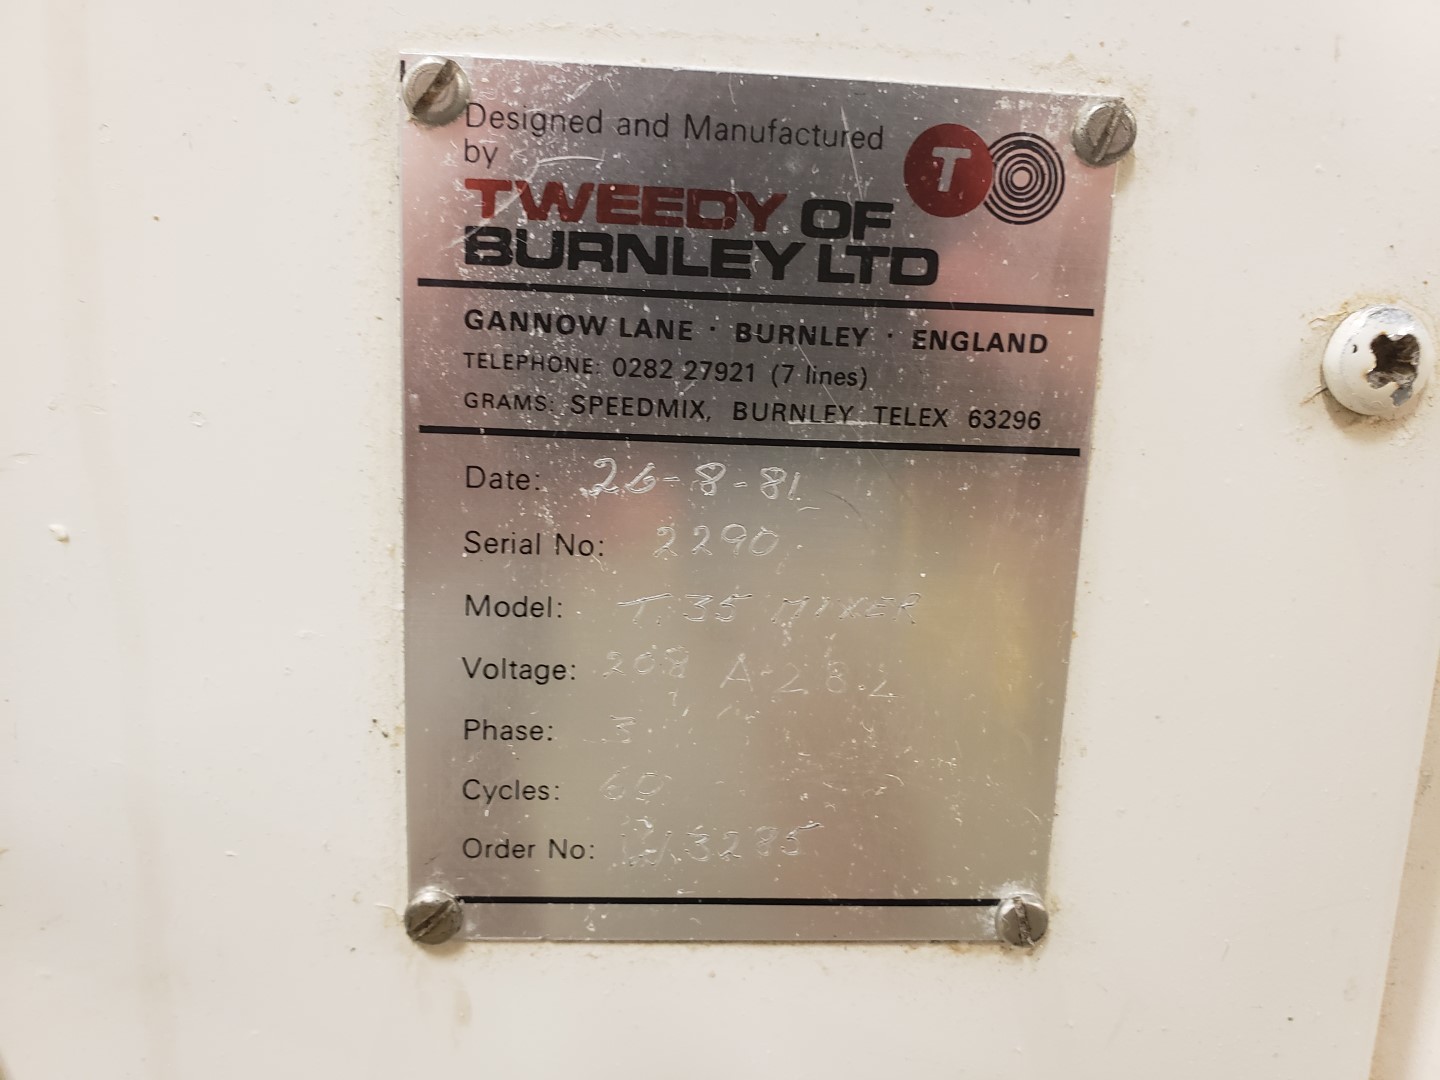 Designed and Manufactured
by
T
TWEEDY OF
BURNLEY LTD
GANNOW LANE · BURNLEY · ENGLAND
TELEPHONE: 0282 27921 (7 lines)
GRAMS: SPEEDMIX, BURNLEY TELEX 63296
Date: 26-8-81
Serial No: 2290
Model: T.35 MIXER
Voltage: 208 A-28.2
Phase: 3
Cycles: 60
Order No: W3285